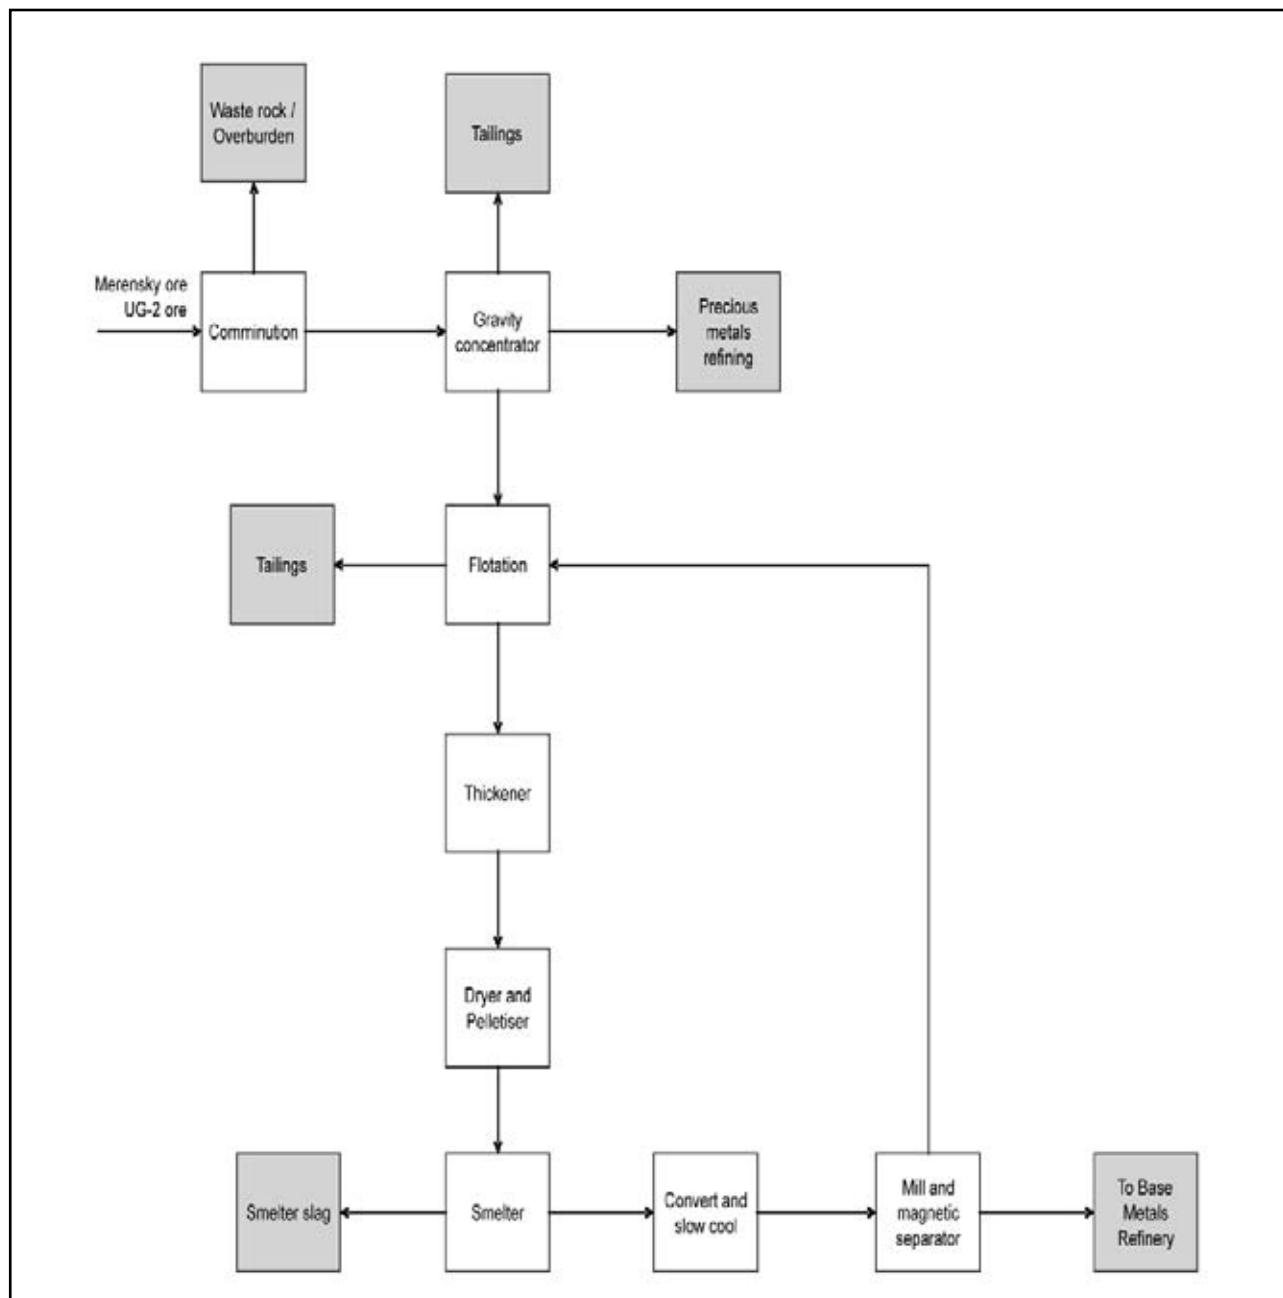 Waste rock /
Overburden
Tailings
Merensky ore
UG-2 ore
Comminution
Gravity
concentrator
Precious
metals
refining
Tailings
Flotation
Thickener
Dryer and
Pelletiser
Smelter slag
Smelter
Convert and
slow cool
Mill and
magnetic
separator
To Base
Metals
Refinery